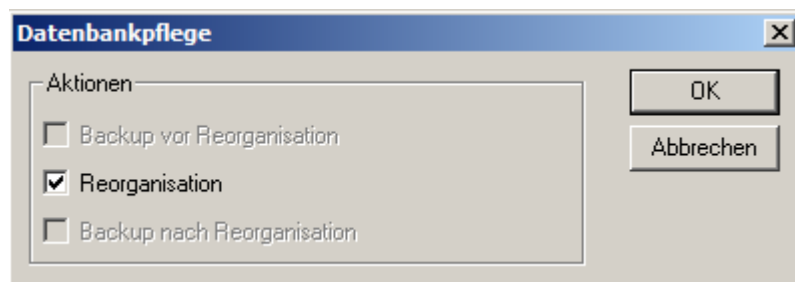 Datenbankpflege
Aktionen
OK
Backup vor Reorganisation
Abbrechen
Reorganisation
Backup nach Reorganisation